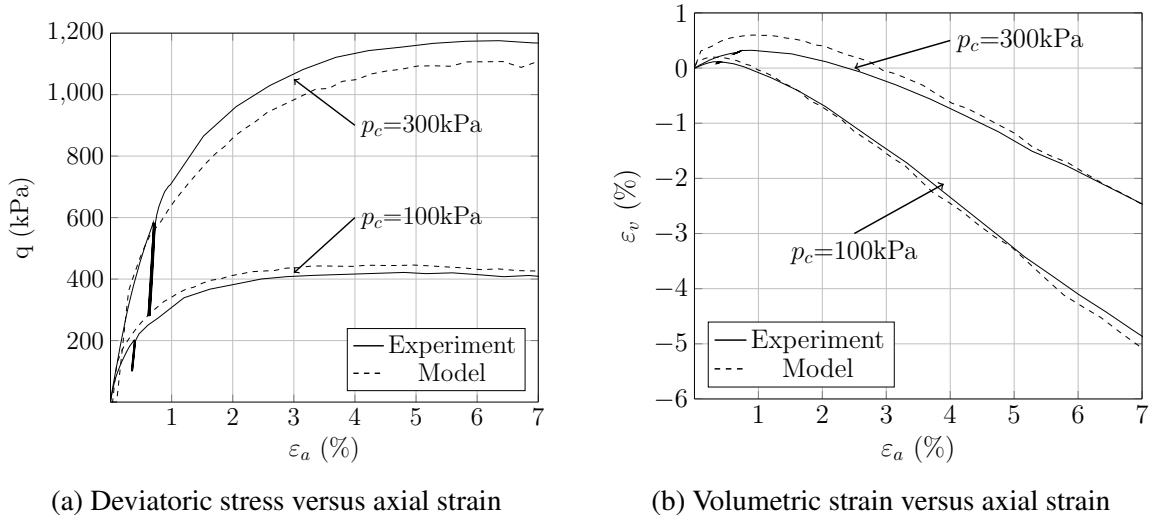 1,200
1,000
800
600
400
200
q (kPa)
p_c=300kPa
p_c=100kPa
Experiment
Model
1 2 3 4 5 6 7
ε_a (%)
(a) Deviatoric stress versus axial strain
1
0
−1
−2
−3
−4
−5
−6
ε_v (%)
p_c=300kPa
p_c=100kPa
Experiment
Model
0 1 2 3 4 5 6 7
ε_a (%)
(b) Volumetric strain versus axial strain